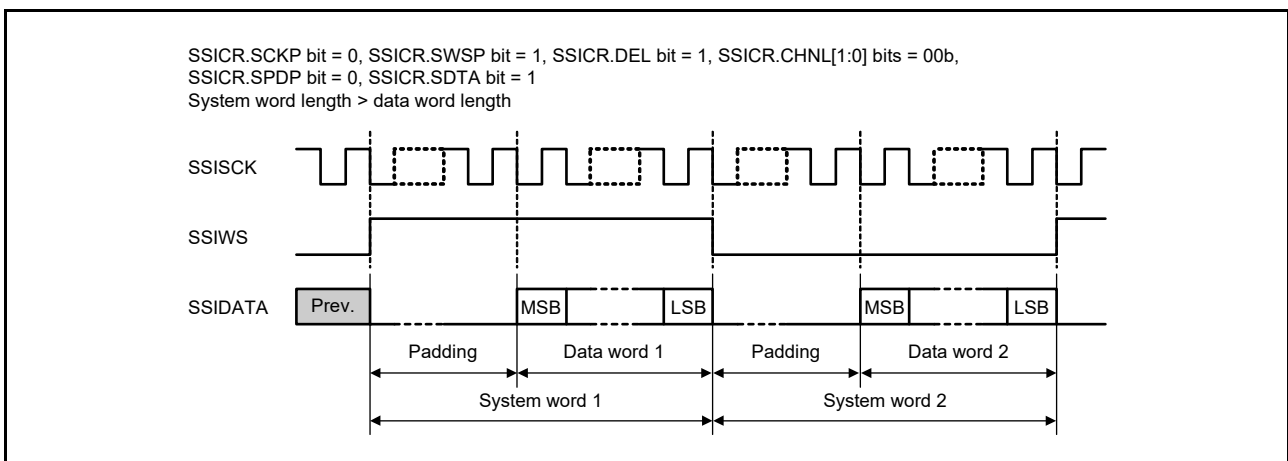 SSICR.SCKP bit = 0, SSICR.SWSP bit = 1, SSICR.DEL bit = 1, SSICR.CHNL[1:0] bits = 00b,
SSICR.SPDP bit = 0, SSICR.SDTA bit = 1
System word length > data word length
SSISCK
SSIWS
SSIDATA Prev. MSB LSB MSB LSB
Padding Data word 1 Padding Data word 2
System word 1 System word 2